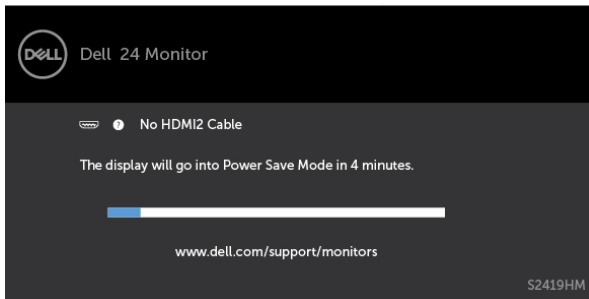 DELL
Dell 24 Monitor
? No HDMI2 Cable
The display will go into Power Save Mode in 4 minutes.
www.dell.com/support/monitors
S2419HM